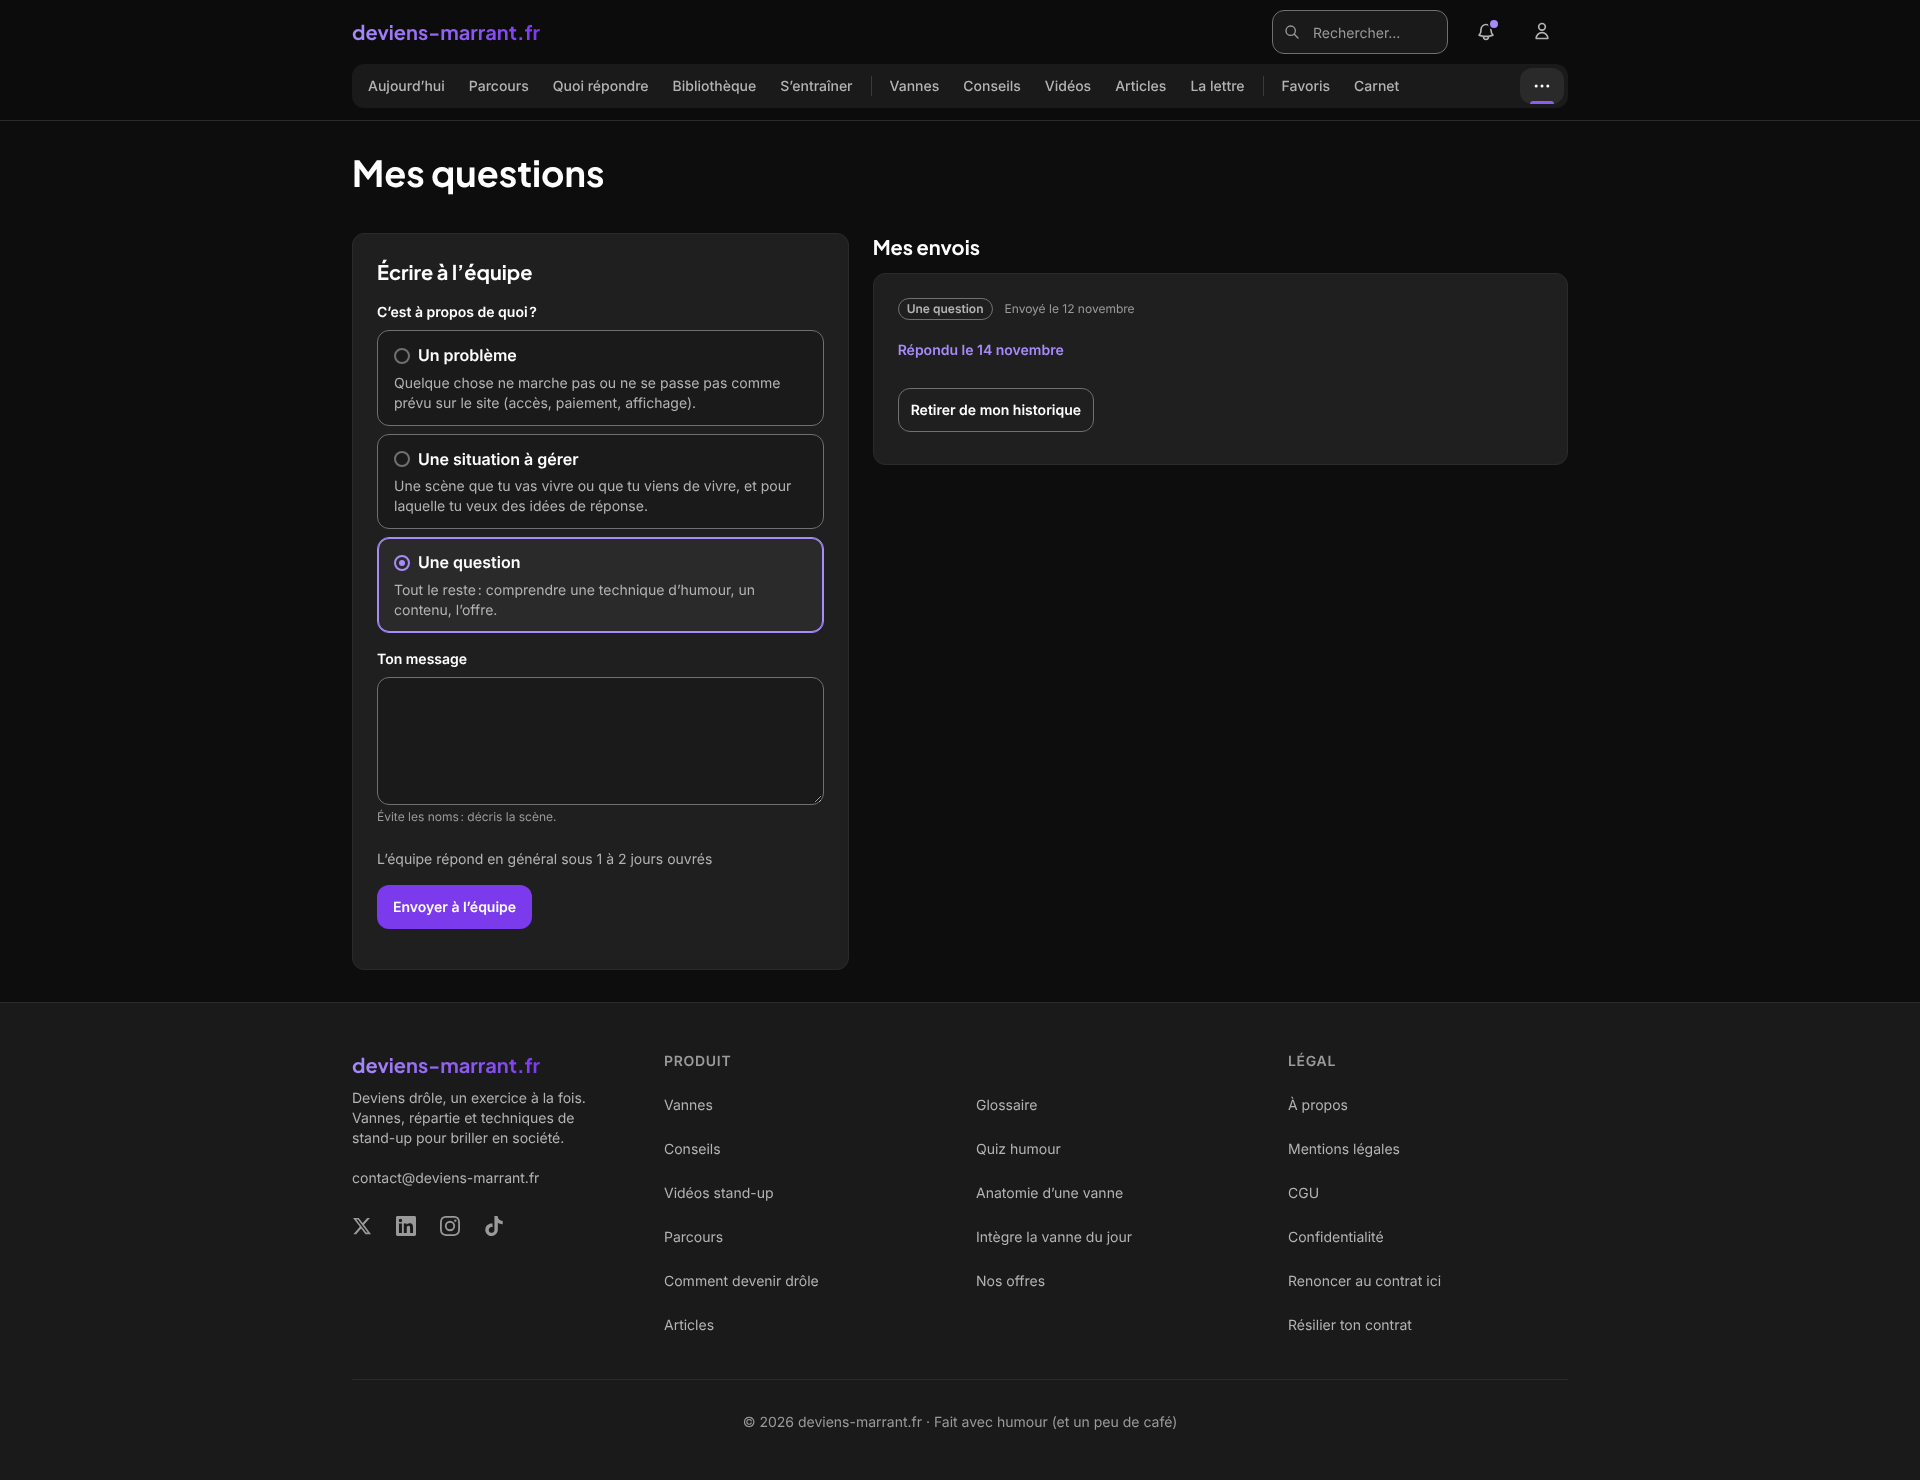 deviens-marrant.fr
Rechercher...
Aujourd’hui
Parcours
Quoi répondre
Bibliothèque
S’entraîner
Vannes
Conseils
Vidéos
Articles
La lettre
Favoris
Carnet
Mes questions
Écrire à l’équipe
C’est à propos de quoi ?
Un problème
Quelque chose ne marche pas ou ne se passe pas comme
prévu sur le site (accès, paiement, affichage).
Une situation à gérer
Une scène que tu vas vivre ou que tu viens de vivre, et pour
laquelle tu veux des idées de réponse.
Une question
Tout le reste : comprendre une technique d’humour, un
contenu, l’offre.
Ton message
Évite les noms : décris la scène.
L’équipe répond en général sous 1 à 2 jours ouvrés
Envoyer à l’équipe
Mes envois
Une question
Envoyé le 12 novembre
Répondu le 14 novembre
Retirer de mon historique
deviens-marrant.fr
Deviens drôle, un exercice à la fois.
Vannes, répartie et techniques de
stand-up pour briller en société.
contact@deviens-marrant.fr
PRODUIT
Vannes
Conseils
Vidéos stand-up
Parcours
Comment devenir drôle
Articles
Glossaire
Quiz humour
Anatomie d’une vanne
Intègre la vanne du jour
Nos offres
LÉGAL
À propos
Mentions légales
CGU
Confidentialité
Renoncer au contrat ici
Résilier ton contrat
© 2026 deviens-marrant.fr · Fait avec humour (et un peu de café)